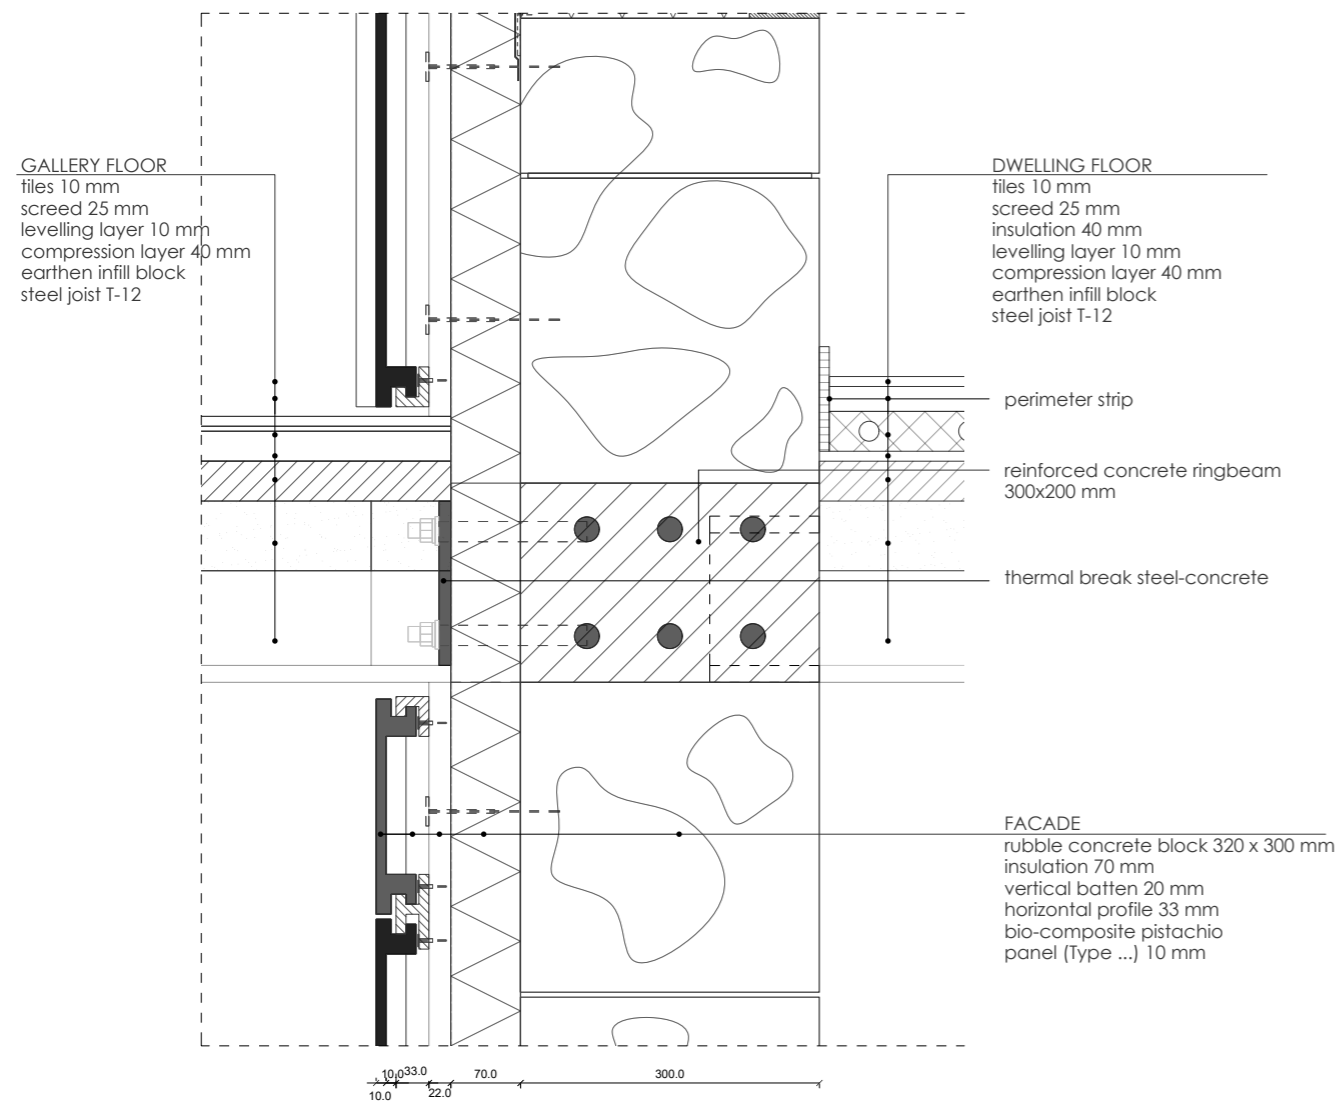 GALLERY FLOOR
tiles 10 mm
screed 25 mm
levelling layer 10 mm
compression layer 40 mm
earthen infill block
steel joist T-12
DWELLING FLOOR
tiles 10 mm
screed 25 mm
insulation 40 mm
levelling layer 10 mm
compression layer 40 mm
earthen infill block
steel joist T-12
perimeter strip
reinforced concrete ringbeam
300x200 mm
thermal break steel-concrete
FACADE
rubble concrete block 320 x 300 mm
insulation 70 mm
vertical batten 20 mm
horizontal profile 33 mm
bio-composite pistachio
panel (Type ...) 10 mm
10.0 10.0 33.0 22.0 70.0 300.0